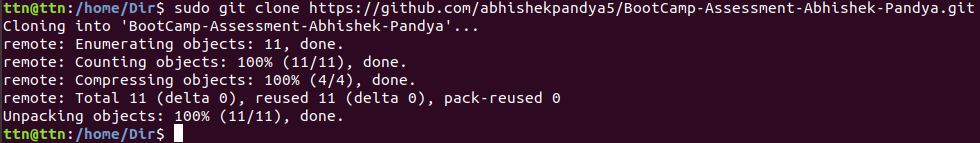 ttn@ttn:/home/Dir$ sudo git clone https://github.com/abhishekpandya5/BootCamp-Assessment-Abhishek-Pandya.git
Cloning into 'BootCamp-Assessment-Abhishek-Pandya'...
remote: Enumerating objects: 11, done.
remote: Counting objects: 100% (11/11), done.
remote: Compressing objects: 100% (4/4), done.
remote: Total 11 (delta 0), reused 11 (delta 0), pack-reused 0
Unpacking objects: 100% (11/11), done.
ttn@ttn:/home/Dir$